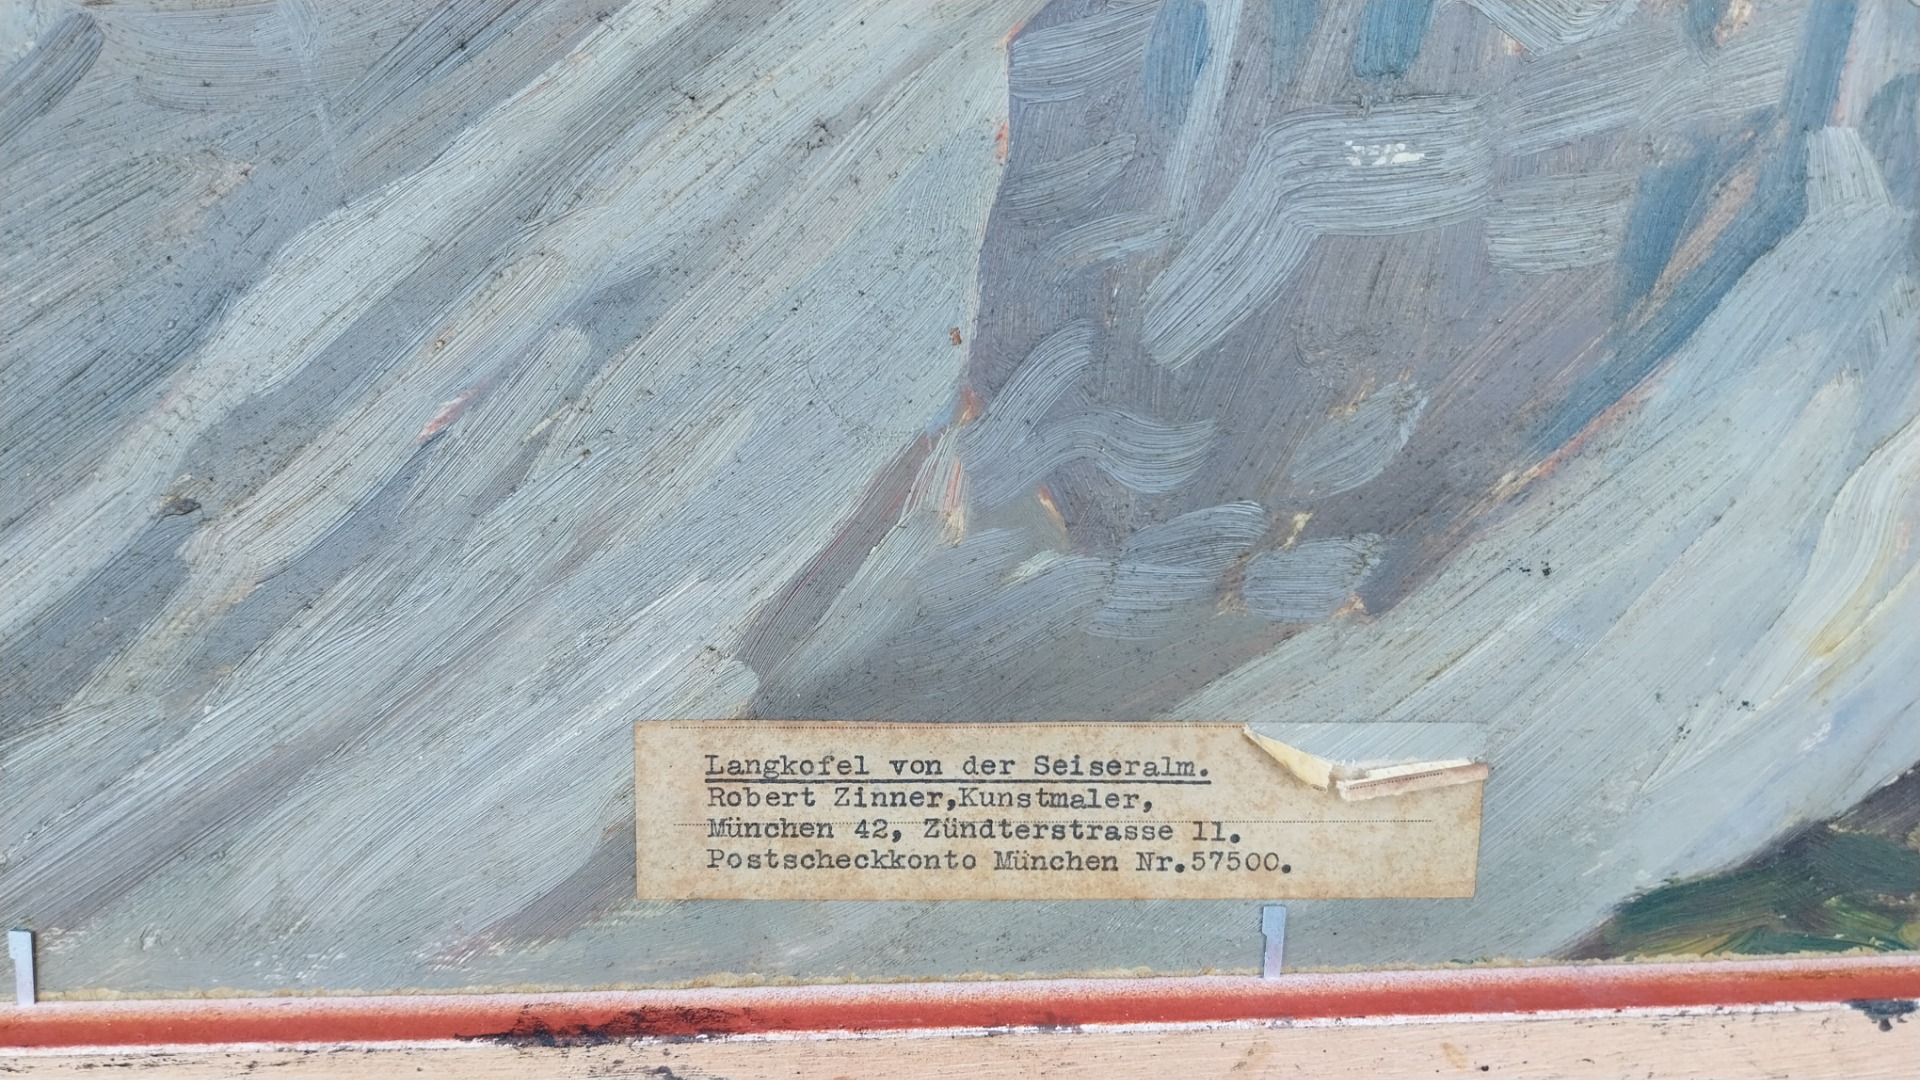 Langkofel von der Seiseralm.
Robert Zinner,Kunstmaler,
München 42, Zündterstrasse 11.
Postscheckkonto München Nr.57500.